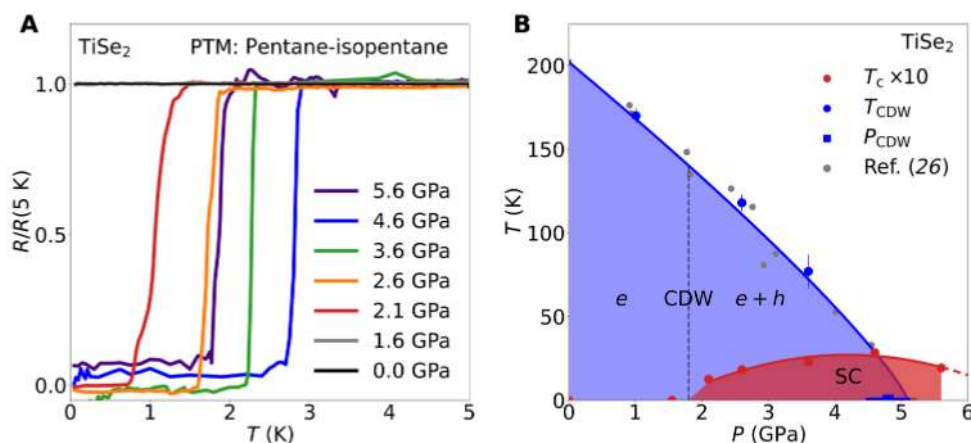 A
TiSe2
PTM: Pentane-isopentane
1.0
0.5
0.0
R/R(5 K)
5.6 GPa
4.6 GPa
3.6 GPa
2.6 GPa
2.1 GPa
1.6 GPa
0.0 GPa
0
1
2
3
4
5
T (K)
B
TiSe2
200
150
100
50
0
T (K)
Tc ×10
TCDW
PCDW
Ref. (26)
e
CDW
e + h
SC
0
1
2
3
4
5
6
P (GPa)